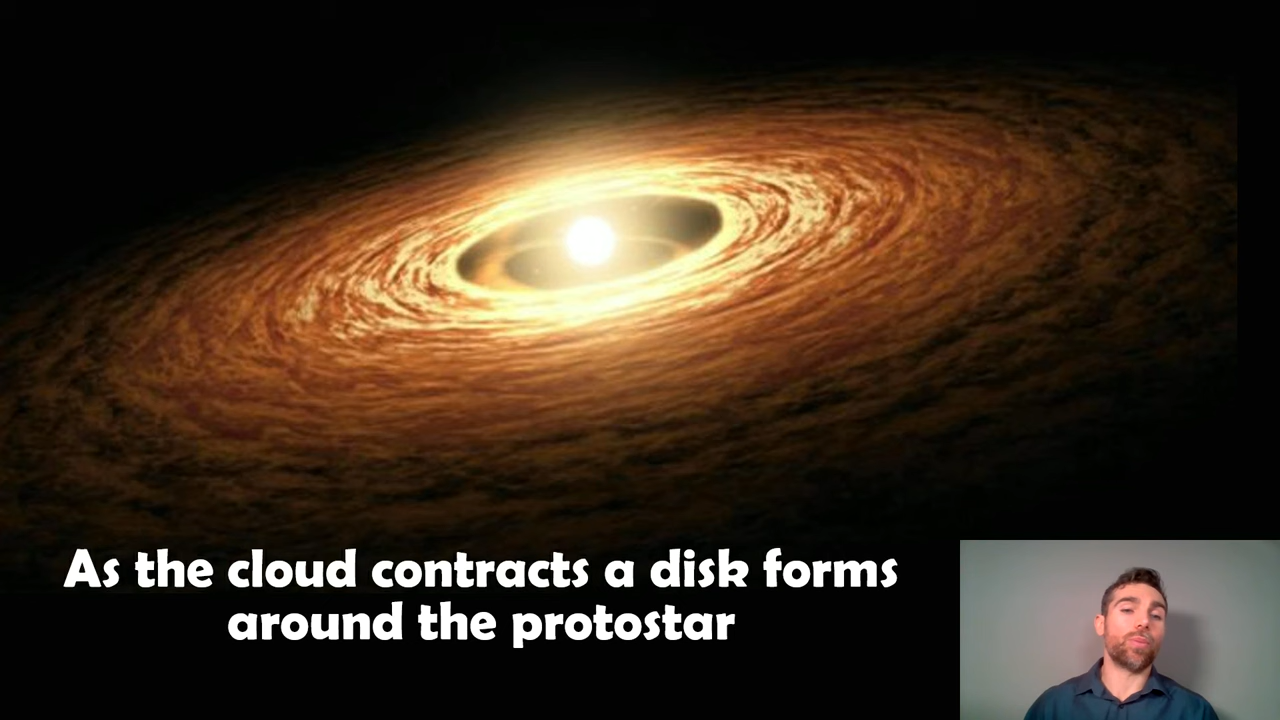 As the cloud contracts a disk forms
around the protostar